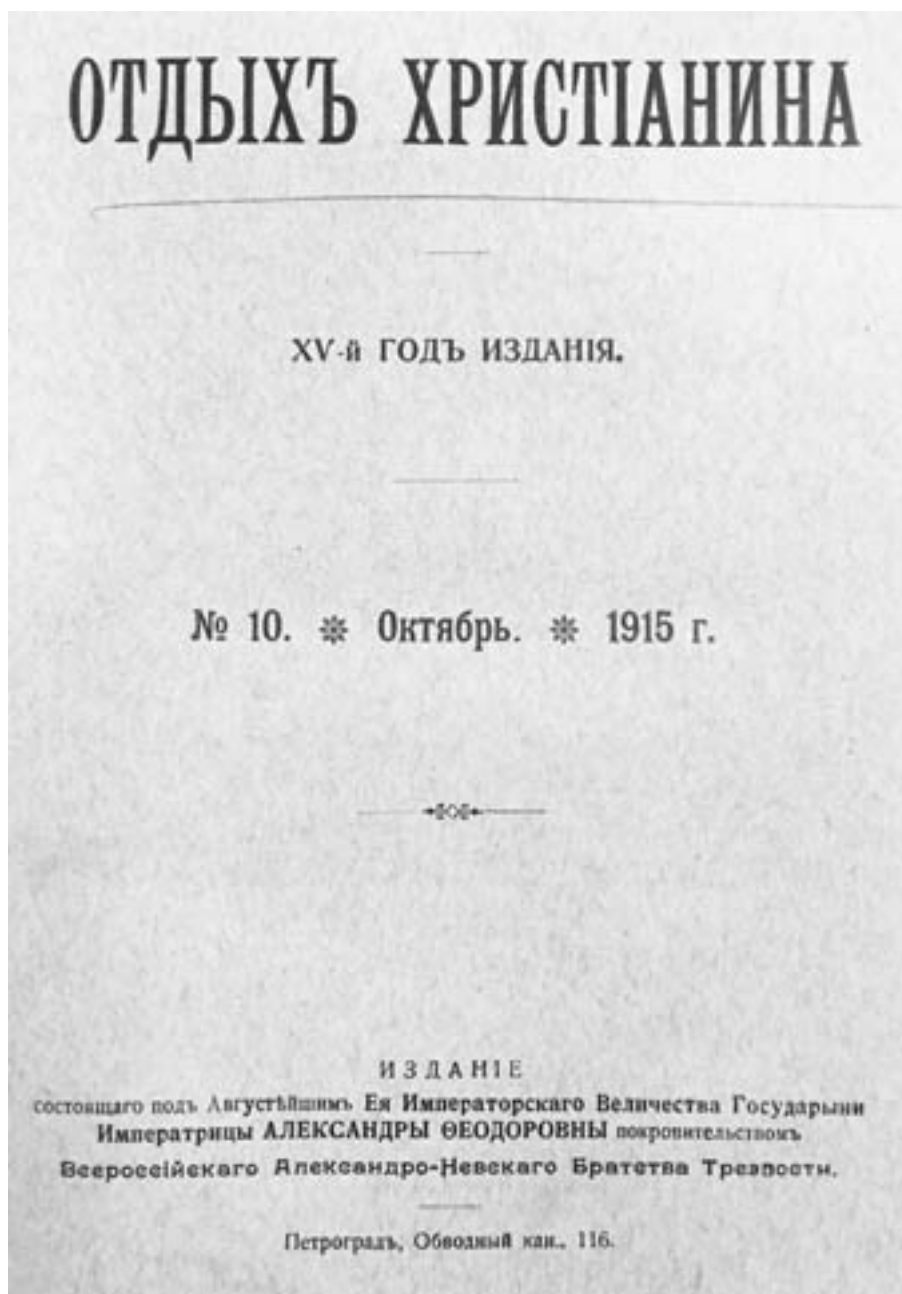 ОТДЫХЪ ХРИСТІАНИНА
XV-й ГОДЪ ИЗДАНІЯ.
№ 10. ❋ Октябрь. ❋ 1915 г.
ИЗДАНІЕ
состоящаго подъ Августѣйшимъ Ея Императорскаго Величества Государыни
Императрицы АЛЕКСАНДРЫ ѲЕОДОРОВНЫ покровительствомъ
Всероссійскаго Александро-Невскаго Братства Трезвости.
Петроградъ, Обводный кан., 116.